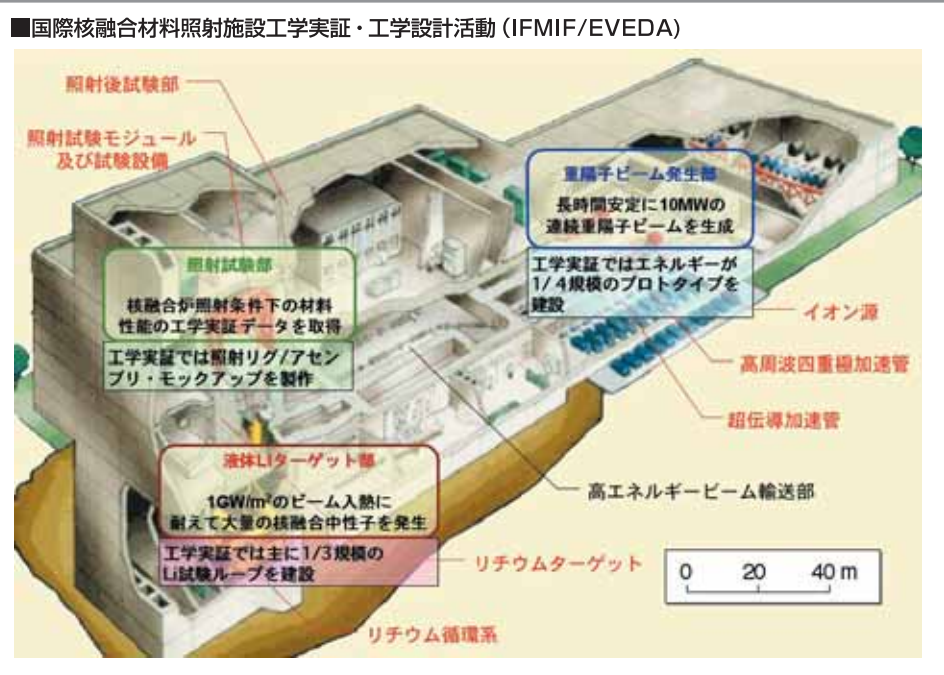 ■国際核融合材料照射施設工学実証・工学設計活動（IFMIF/EVEDA）
照射後試験部
照射試験モジュール
及び試験設備
重陽子ビーム発生部
長時間安定に10MWの
連続重陽子ビームを生成
工学実証ではエネルギーが
1/4規模のプロトタイプを
建設
照射試験部
核融合炉照射条件下の材料
性能の工学実証データを取得
工学実証では照射リグ/アセン
ブリ・モックアップを製作
イオン源
高周波四重極加速管
超伝導加速管
液体Liターゲット部
1GW/m²のビーム入熱に
耐えて大量の核融合中性子を発生
工学実証では主に1/3規模の
Li試験ループを建設
高エネルギービーム輸送部
リチウムターゲット
リチウム循環系
0 20 40 m